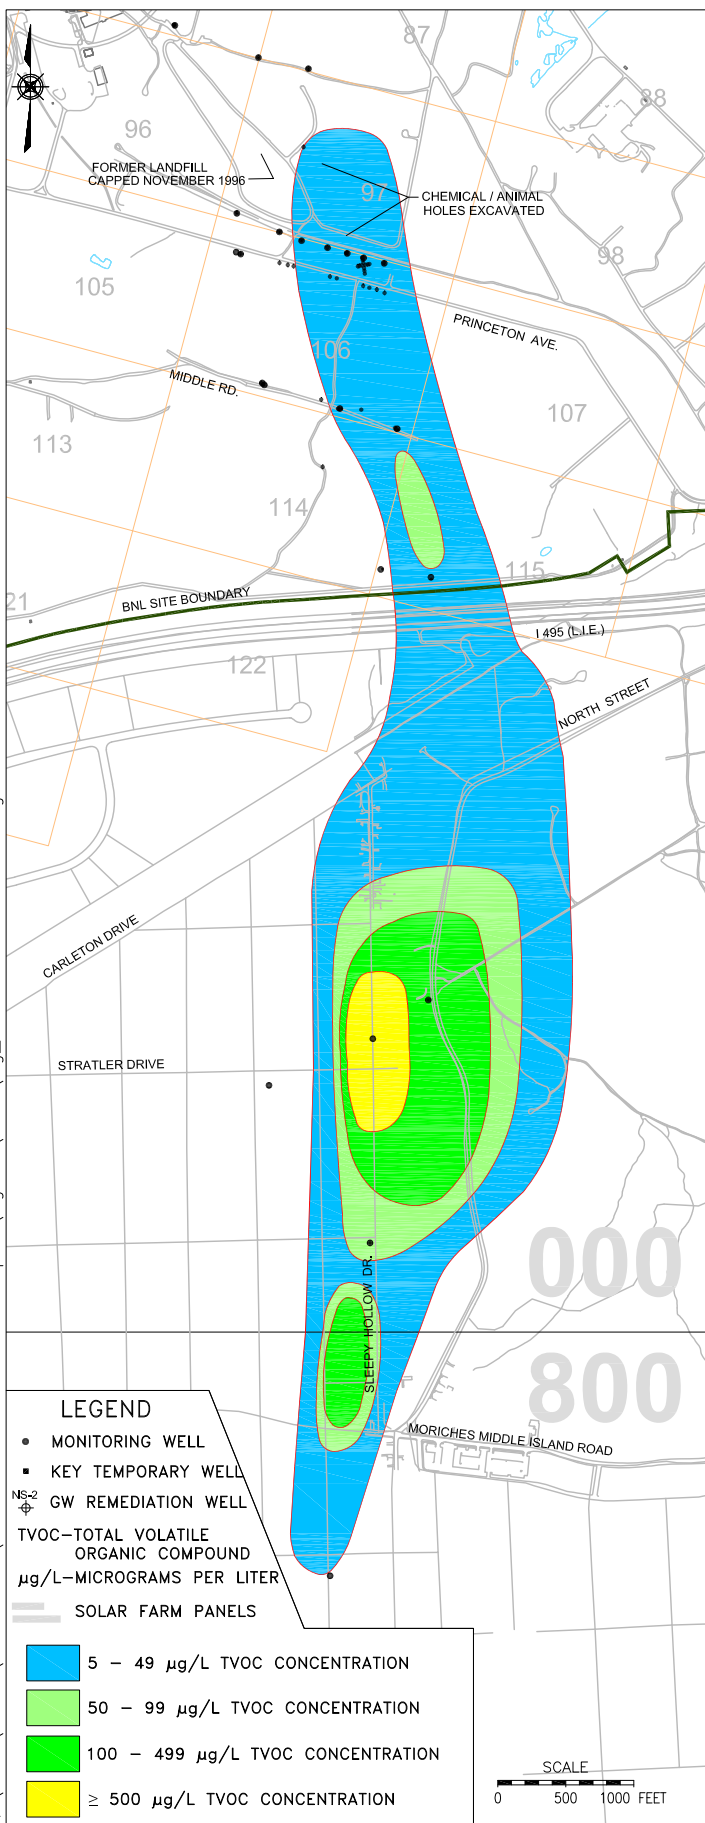 87
88
96
FORMER LANDFILL
CAPPED NOVEMBER 1996
97
CHEMICAL / ANIMAL
HOLES EXCAVATED
98
105
PRINCETON AVE.
106
MIDDLE RD.
107
113
114
115
21
BNL SITE BOUNDARY
I 495 (L.I.E.)
122
NORTH STREET
CARLETON DRIVE
STRATLER DRIVE
000
SLEEPY HOLLOW DR.
800
MORICHES MIDDLE ISLAND ROAD
LEGEND
MONITORING WELL
KEY TEMPORARY WELL
NS-2
GW REMEDIATION WELL
TVOC–TOTAL VOLATILE
ORGANIC COMPOUND
µg/L–MICROGRAMS PER LITER
SOLAR FARM PANELS
5 – 49 µg/L TVOC CONCENTRATION
50 – 99 µg/L TVOC CONCENTRATION
100 – 499 µg/L TVOC CONCENTRATION
≥ 500 µg/L TVOC CONCENTRATION
SCALE
0 500 1000 FEET